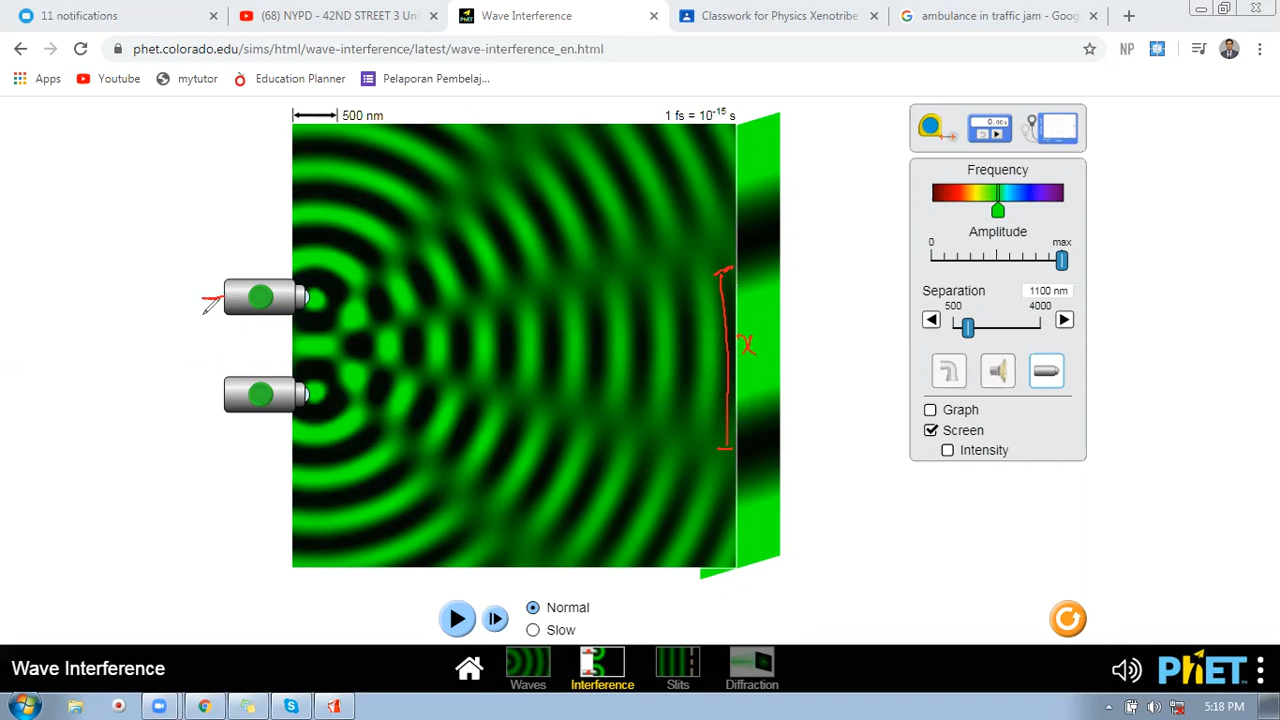 11 notifications
(68) NYPD - 42ND STREET 3 Uni
Wave Interference
Classwork for Physics Xenotribe
ambulance in traffic jam - Goog
phet.colorado.edu/sims/html/wave-interference/latest/wave-interference_en.html
NP
Apps
Youtube
mytutor
Education Planner
Pelaporan Pembelaj...
500 nm
1 fs = 10⁻¹⁵ s
0.00s
Frequency
Amplitude
0
max
Separation
1100 nm
500
4000
x
Graph
Screen
Intensity
Normal
Slow
Wave Interference
Waves
Interference
Slits
Diffraction
PhET
5:18 PM